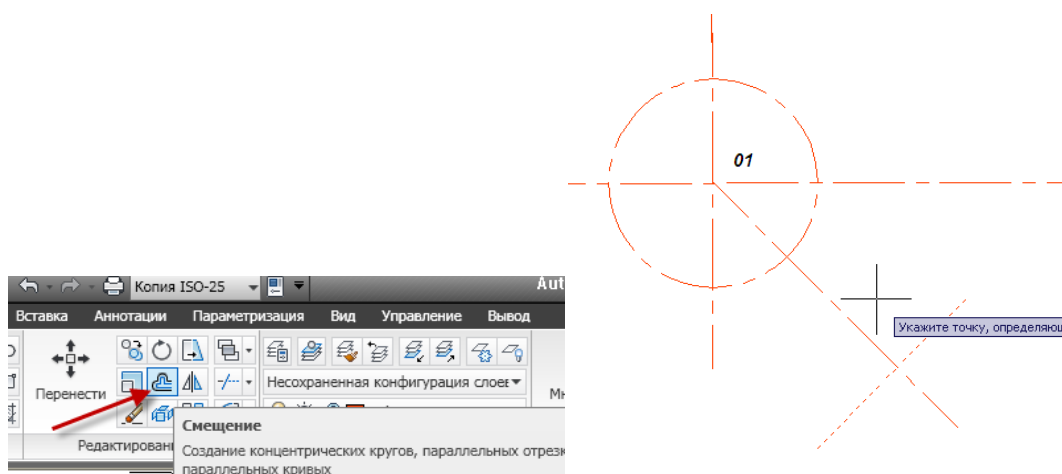 01
Укажите точку, определяющ
Копия ISO-25
Aut
Вставка Аннотации Параметризация Вид Управление Вывод
Перенести
Несохраненная конфигурация слоев
Мн
Редактирован
Смещение
Создание концентрических кругов, параллельных отрезк
параллельных кривых